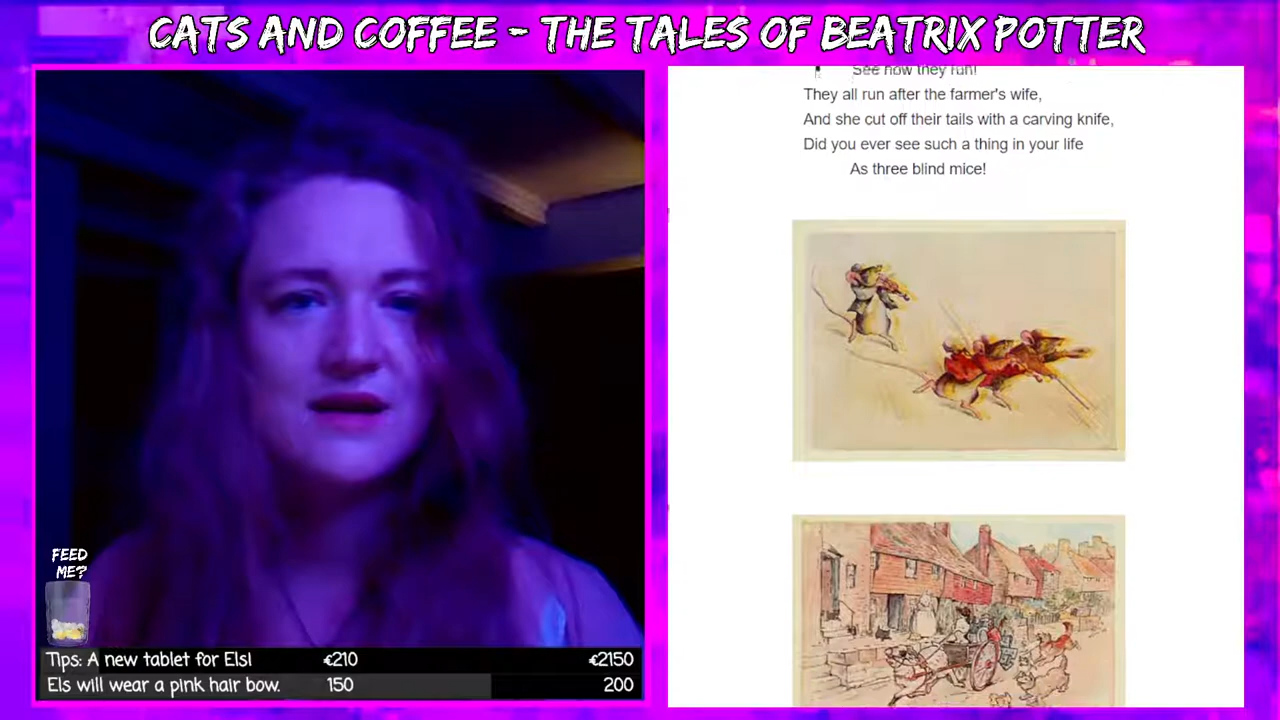 CATS AND COFFEE - THE TALES OF BEATRIX POTTER
See how they run!
They all run after the farmer's wife,
And she cut off their tails with a carving knife,
Did you ever see such a thing in your life
As three blind mice!
FEED
ME?
Tips: A new tablet for Els! €210 €2150
Els will wear a pink hair bow. 150 200